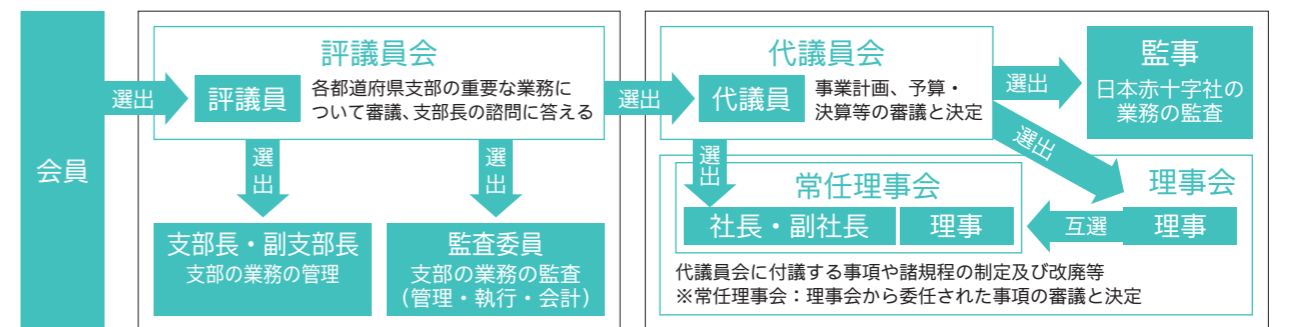 会員
選出
評議員会
評議員
各都道府県支部の重要な業務に
ついて審議、支部長の諮問に答える
選出
選出
支部長・副支部長
支部の業務の管理
監査委員
支部の業務の監査
（管理・執行・会計）
選出
代議員会
代議員
事業計画、予算・
決算等の審議と決定
選出
監事
日本赤十字社の
業務の監査
選出
選出
理事会
常任理事会
社長・副社長
理事
互選
理事
代議員会に付議する事項や諸規程の制定及び改廃等
※常任理事会：理事会から委任された事項の審議と決定